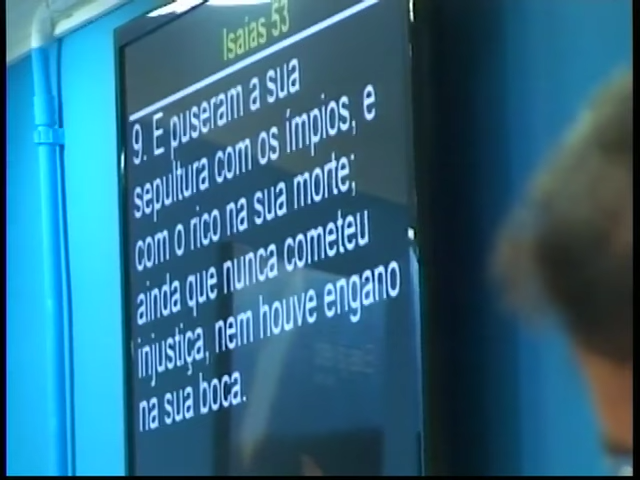 Isaías 53
9. E puseram a sua
sepultura com os ímpios, e
com o rico na sua morte;
ainda que nunca cometeu
injustiça, nem houve engano
na sua boca.